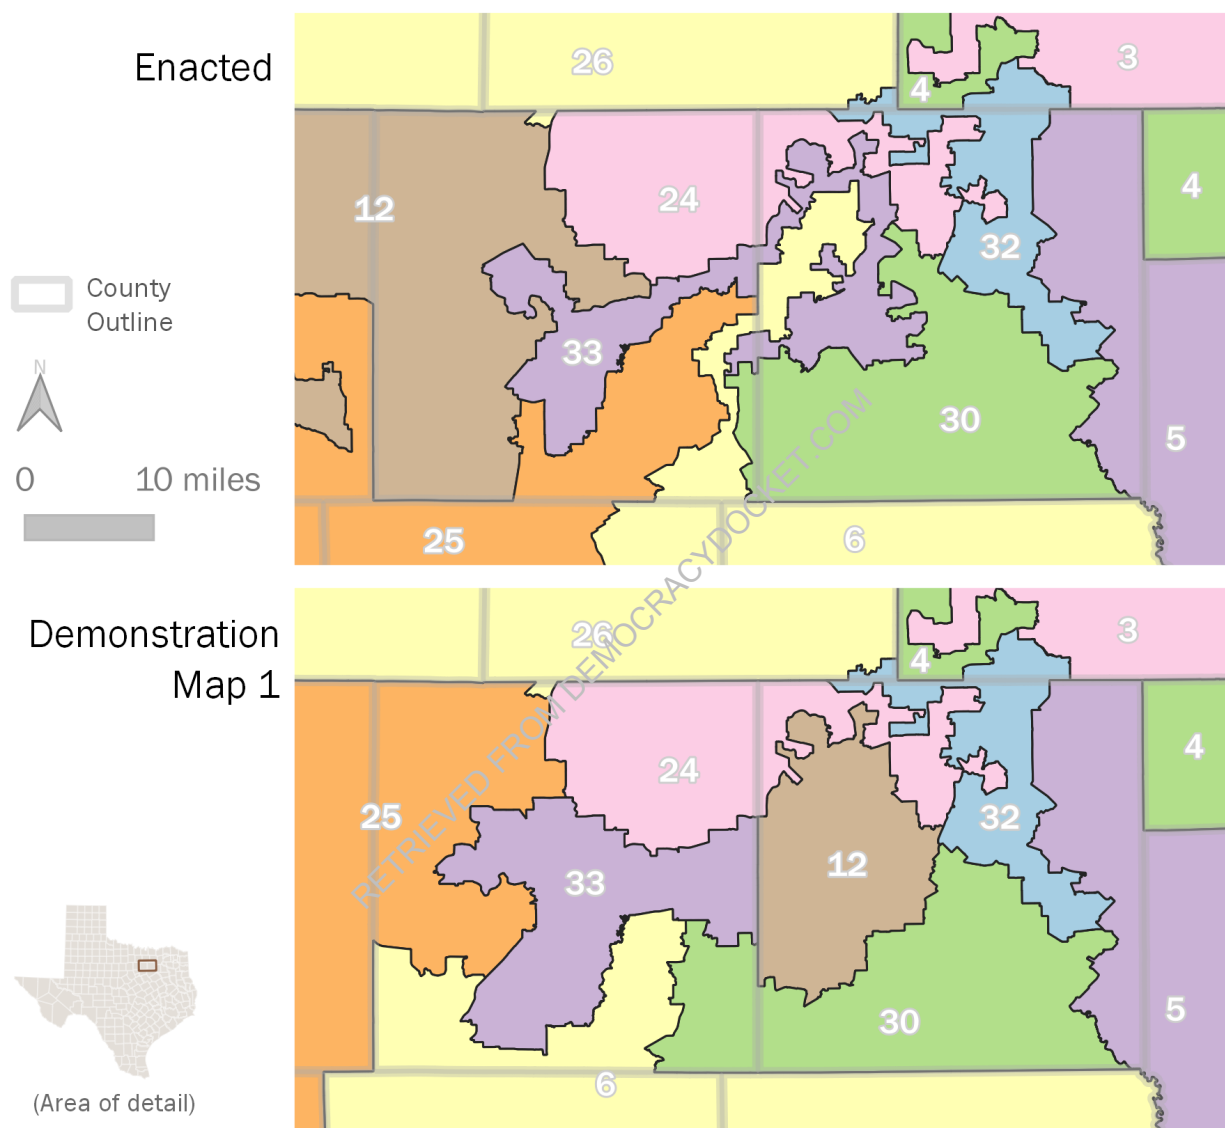 Enacted
26
3
4
12
24
4
32
County
Outline
N
33
0 10 miles
30
5
25
6
RETRIEVED FROM DEMOCRACYDOCKET.COM
Demonstration
Map 1
26
3
4
24
4
25
32
12
33
30
5
6
(Area of detail)